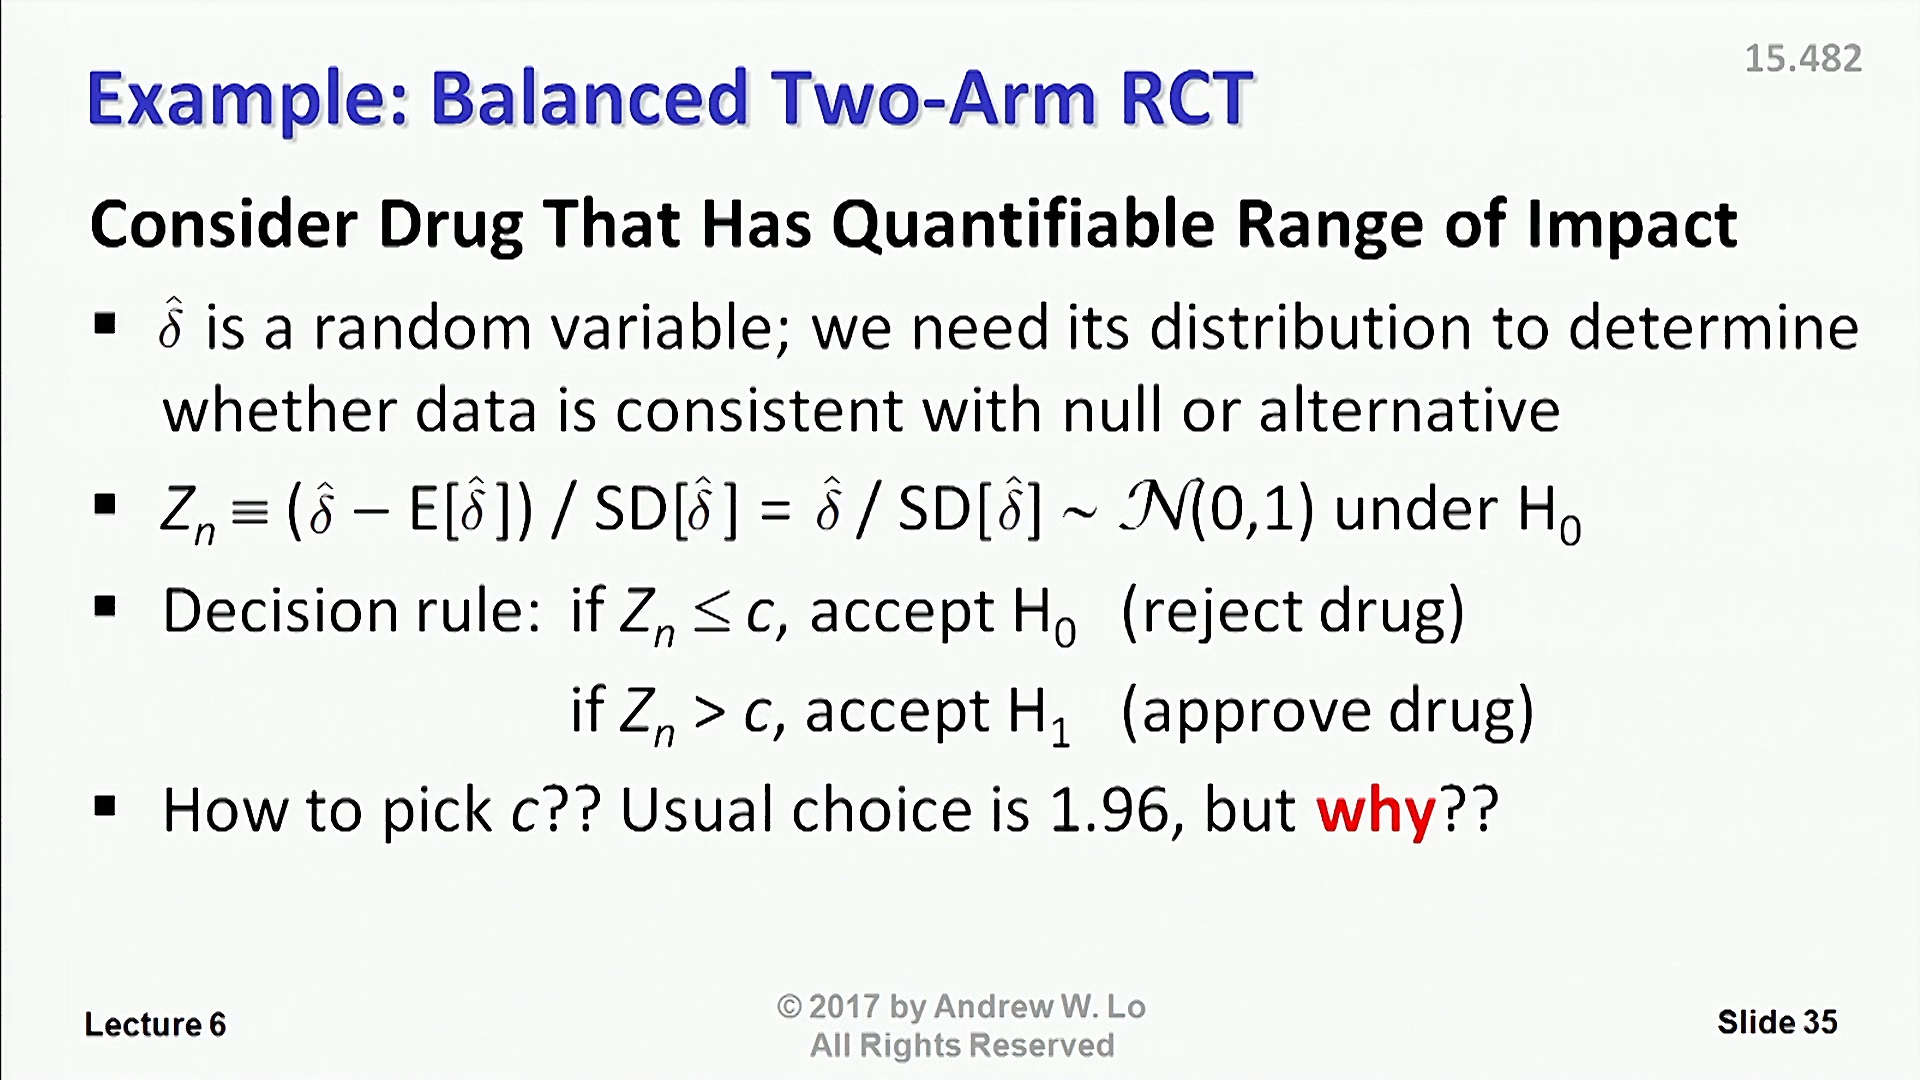 15.482
Example: Balanced Two-Arm RCT
Consider Drug That Has Quantifiable Range of Impact
▪ δ̂ is a random variable; we need its distribution to determine
whether data is consistent with null or alternative
▪ Zₙ ≡ (δ̂ – E[δ̂]) / SD[δ̂] = δ̂ / SD[δ̂] ~ 𝒩(0,1) under H₀
▪ Decision rule: if Zₙ ≤ c, accept H₀ (reject drug)
if Zₙ > c, accept H₁ (approve drug)
▪ How to pick c?? Usual choice is 1.96, but why??
Lecture 6
© 2017 by Andrew W. Lo
All Rights Reserved
Slide 35